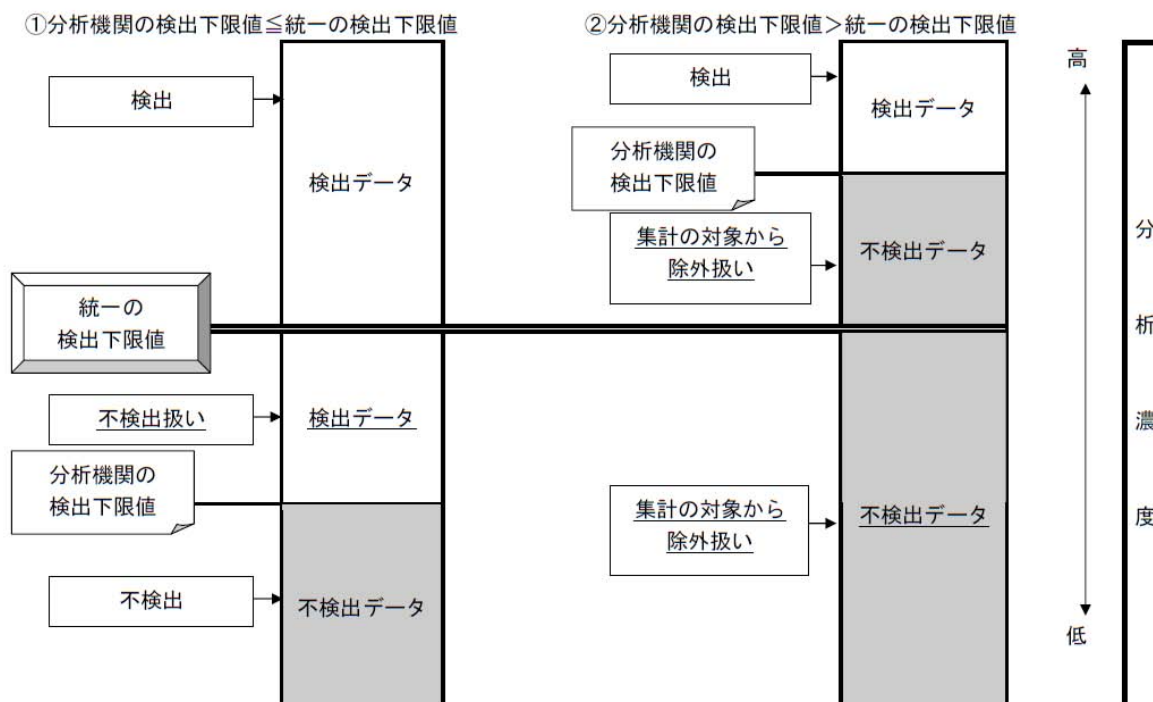 ①分析機関の検出下限値≦統一の検出下限値
検出
検出データ
統一の
検出下限値
不検出扱い
検出データ
分析機関の
検出下限値
不検出
不検出データ
②分析機関の検出下限値＞統一の検出下限値
検出
検出データ
分析機関の
検出下限値
集計の対象から
除外扱い
不検出データ
集計の対象から
除外扱い
不検出データ
高
低
分
析
濃
度